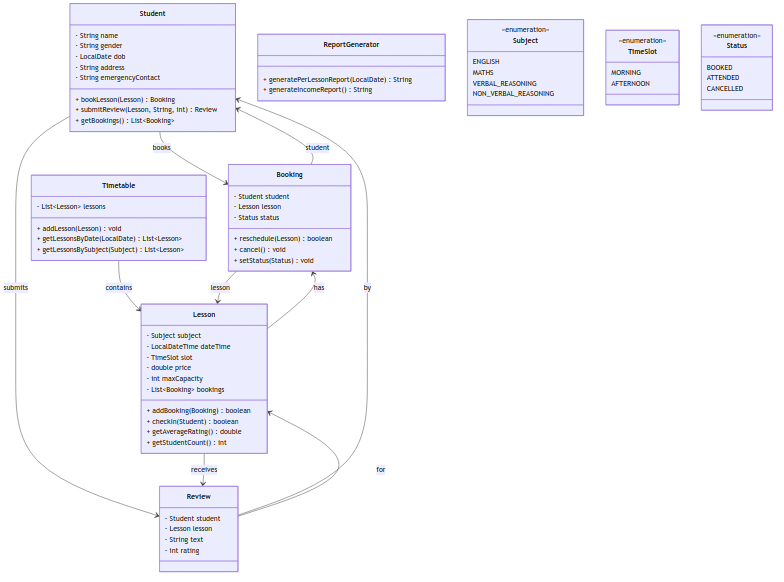 Student
- String name
- String gender
- LocalDate dob
- String address
- String emergencyContact
+ bookLesson(Lesson) : Booking
+ submitReview(Lesson, String, int) : Review
+ getBookings() : List<Booking>
ReportGenerator
+ generatePerLessonReport(LocalDate) : String
+ generateIncomeReport() : String
«enumeration»
Subject
ENGLISH
MATHS
VERBAL_REASONING
NON_VERBAL_REASONING
«enumeration»
TimeSlot
MORNING
AFTERNOON
«enumeration»
Status
BOOKED
ATTENDED
CANCELLED
books
student
Timetable
- List<Lesson> lessons
+ addLesson(Lesson) : void
+ getLessonsByDate(LocalDate) : List<Lesson>
+ getLessonsBySubject(Subject) : List<Lesson>
Booking
- Student student
- Lesson lesson
- Status status
+ reschedule(Lesson) : boolean
+ cancel() : void
+ setStatus(Status) : void
submits
contains
lesson
has
by
Lesson
- Subject subject
- LocalDateTime dateTime
- TimeSlot slot
- double price
- int maxCapacity
- List<Booking> bookings
+ addBooking(Booking) : boolean
+ checkIn(Student) : boolean
+ getAverageRating() : double
+ getStudentCount() : int
receives
for
Review
- Student student
- Lesson lesson
- String text
- int rating